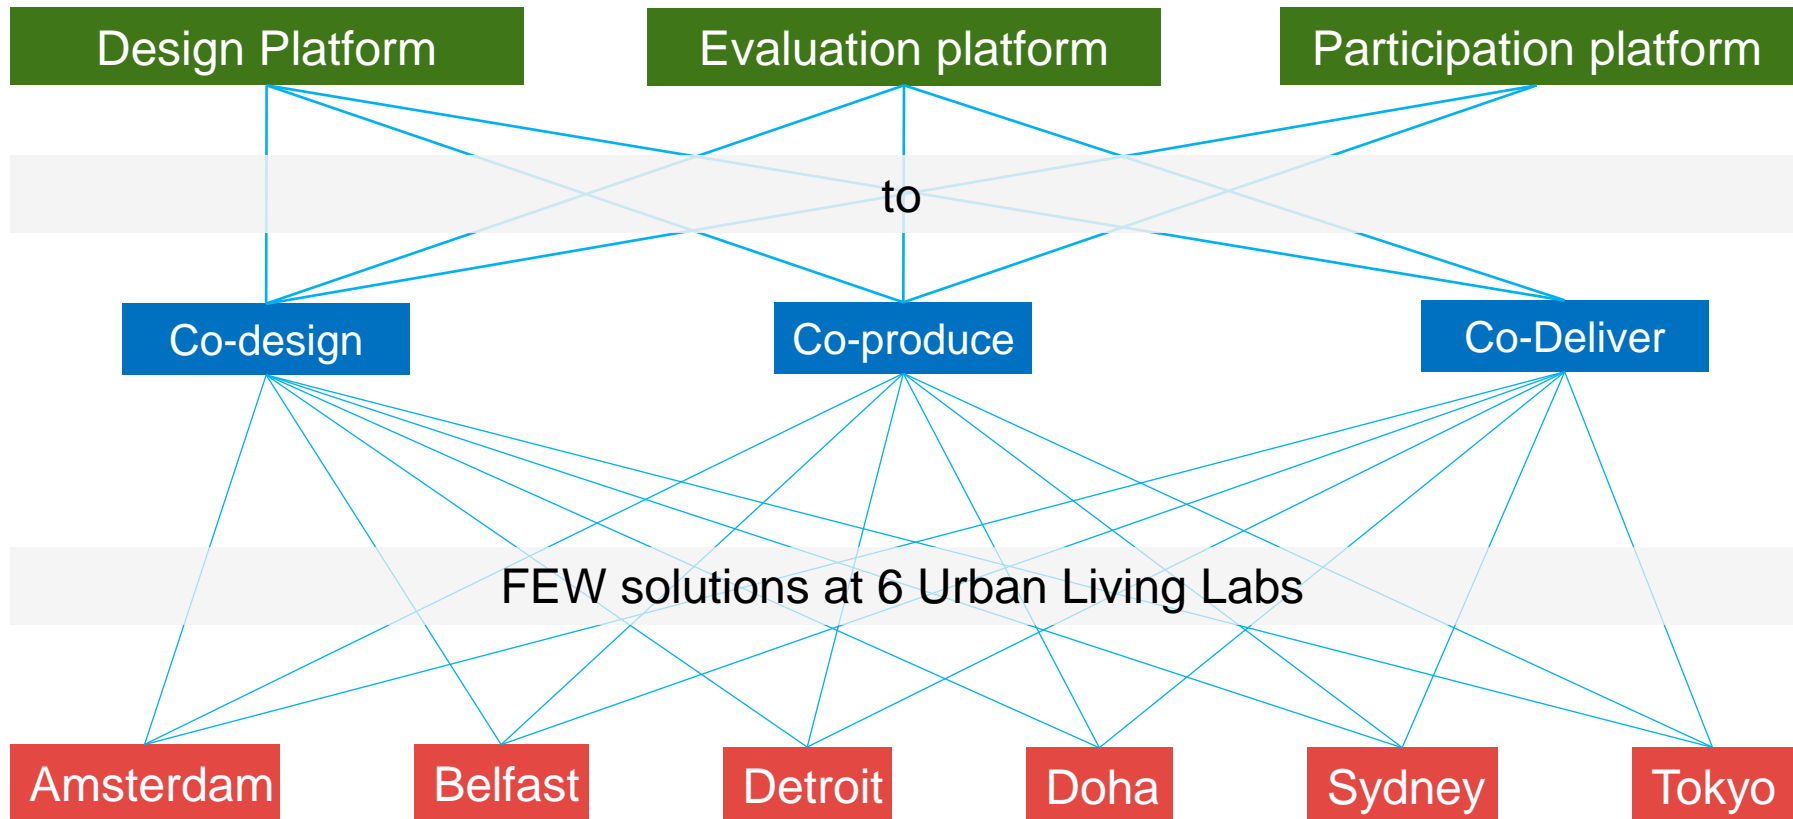 Design Platform
Evaluation platform
Participation platform
to
Co-design
Co-produce
Co-Deliver
FEW solutions at 6 Urban Living Labs
Amsterdam
Belfast
Detroit
Doha
Sydney
Tokyo